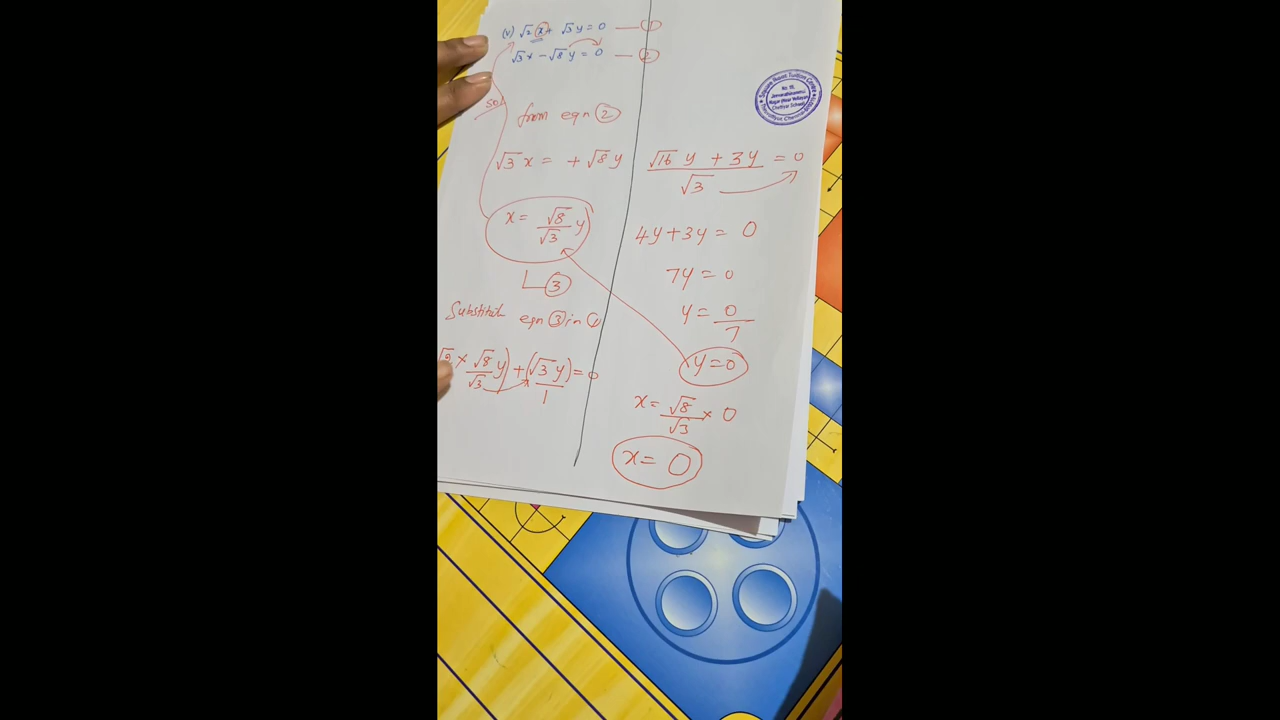 (v) √2 x + √3 y = 0 — ①
√3 x − √8 y = 0 — ②
Sol
from eqn ②
√3 x = + √8 y
x = √8/√3 y
③
Substitut eqn ③ in ①
× √8/√3 y) + (√3 y)/1 = 0
√16 y + 3y / √3 = 0
4y + 3y = 0
7y = 0
y = 0/7
y = 0
x = √8/√3 × 0
x = 0